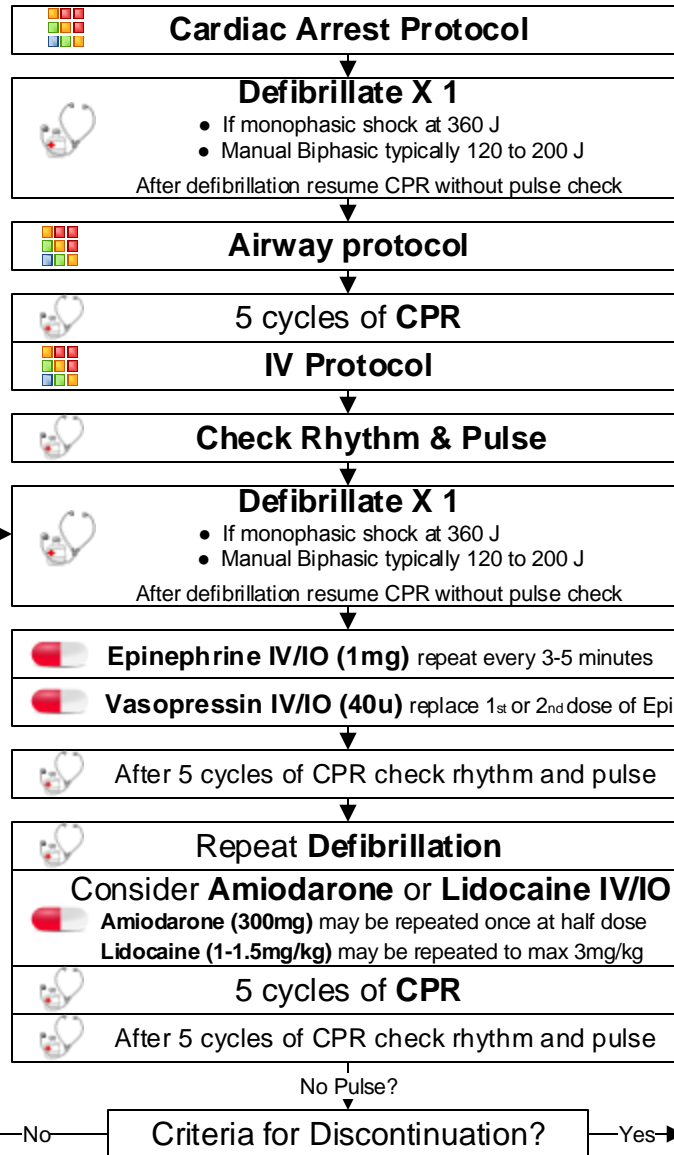 Cardiac Arrest Protocol
Defibrillate X 1
● If monophasic shock at 360 J
● Manual Biphasic typically 120 to 200 J
After defibrillation resume CPR without pulse check
Airway protocol
5 cycles of CPR
IV Protocol
Check Rhythm & Pulse
Defibrillate X 1
● If monophasic shock at 360 J
● Manual Biphasic typically 120 to 200 J
After defibrillation resume CPR without pulse check
Epinephrine IV/IO (1mg) repeat every 3-5 minutes
Vasopressin IV/IO (40u) replace 1st or 2nd dose of Epi
After 5 cycles of CPR check rhythm and pulse
Repeat Defibrillation
Consider Amiodarone or Lidocaine IV/IO
Amiodarone (300mg) may be repeated once at half dose
Lidocaine (1-1.5mg/kg) may be repeated to max 3mg/kg
5 cycles of CPR
After 5 cycles of CPR check rhythm and pulse
No Pulse?
No Criteria for Discontinuation? Yes